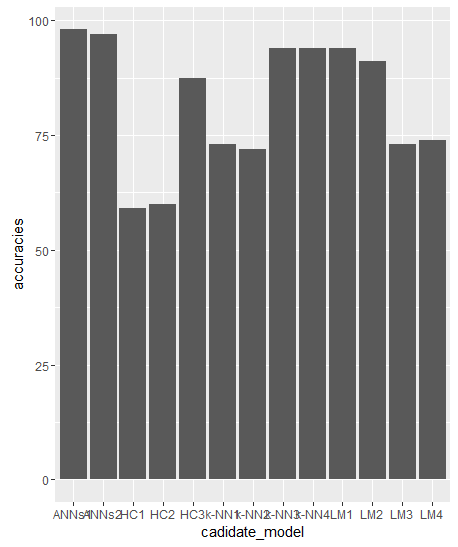 100
75
50
25
0
accuracies
ANNs1 ANNs2 HC1 HC2 HC3 k-NN1 k-NN2 k-NN3 k-NN4 LM1 LM2 LM3 LM4
cadidate_model